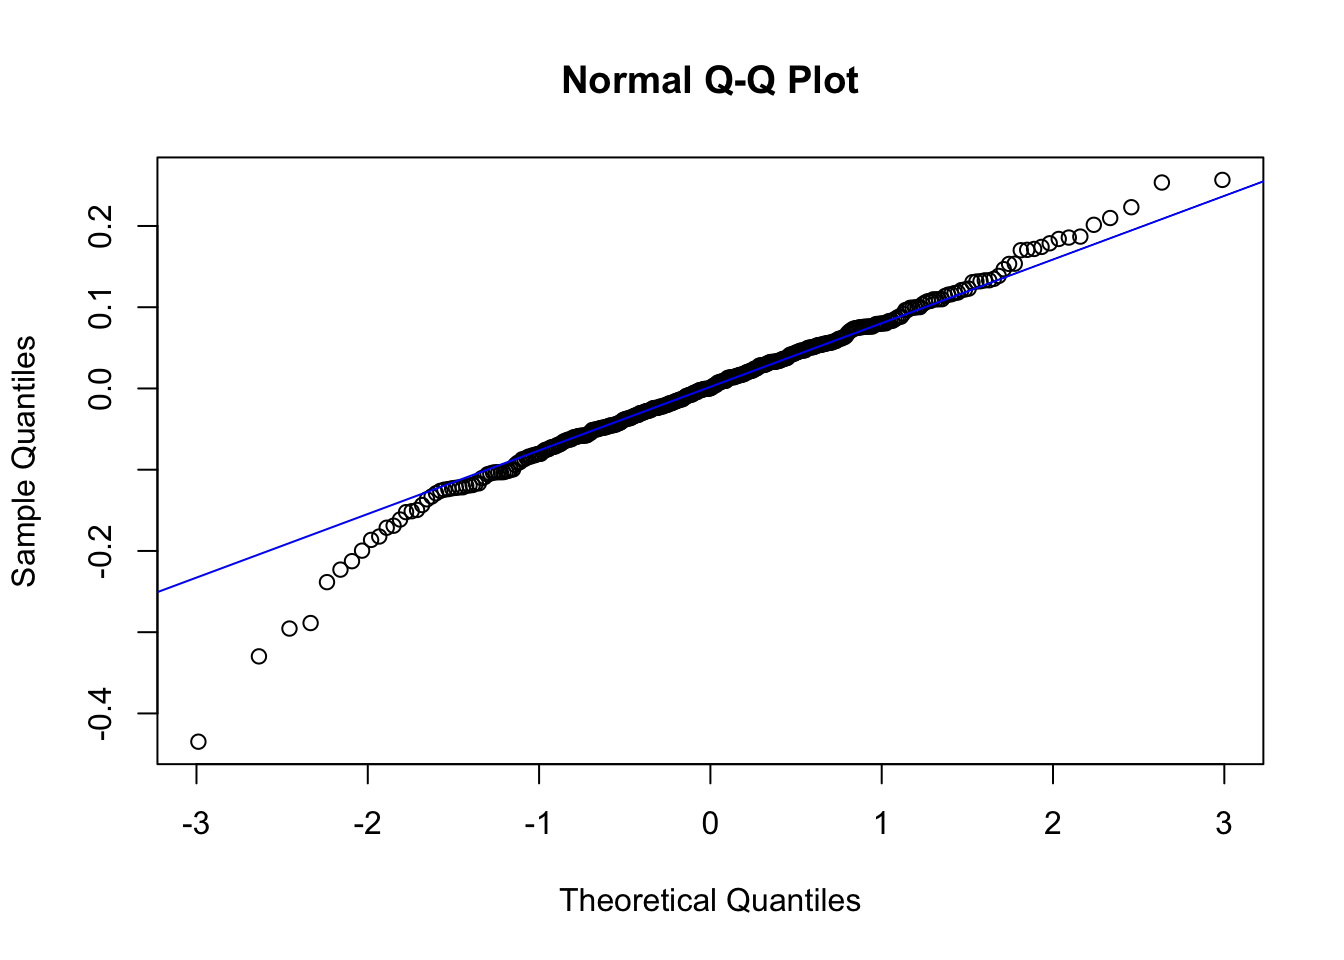 Normal Q-Q Plot
Sample Quantiles
0.2
0.1
0.0
-0.2
-0.4
-3 -2 -1 0 1 2 3
Theoretical Quantiles